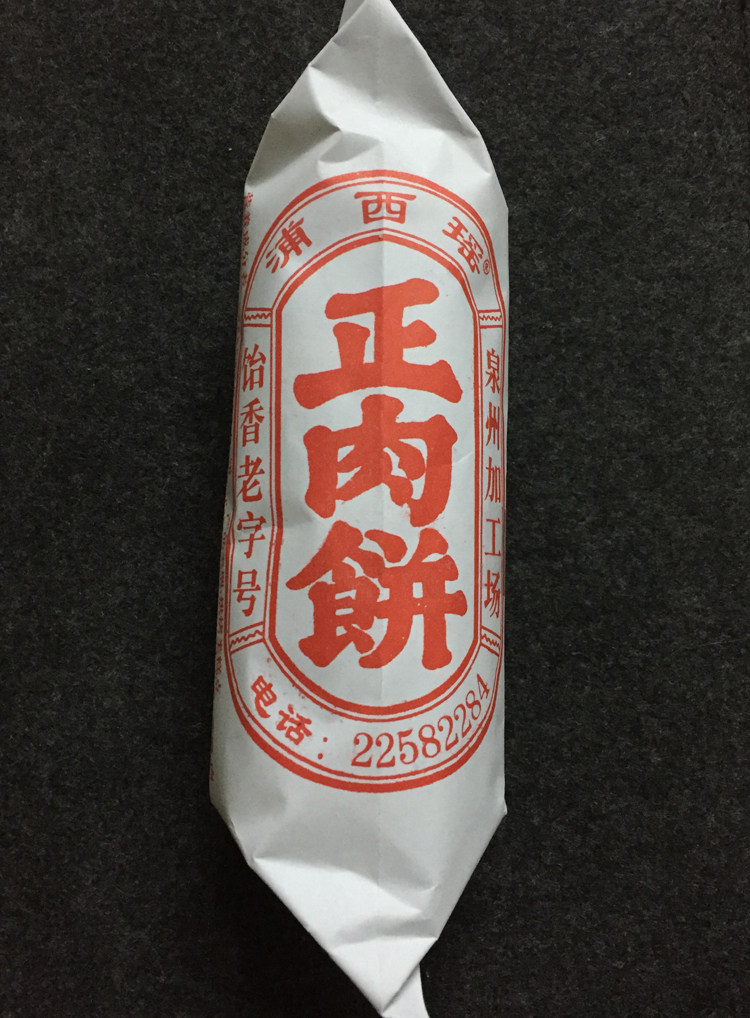 浦西瑶®
正肉餅
饴香老字号
泉州加工场
电话：22582284